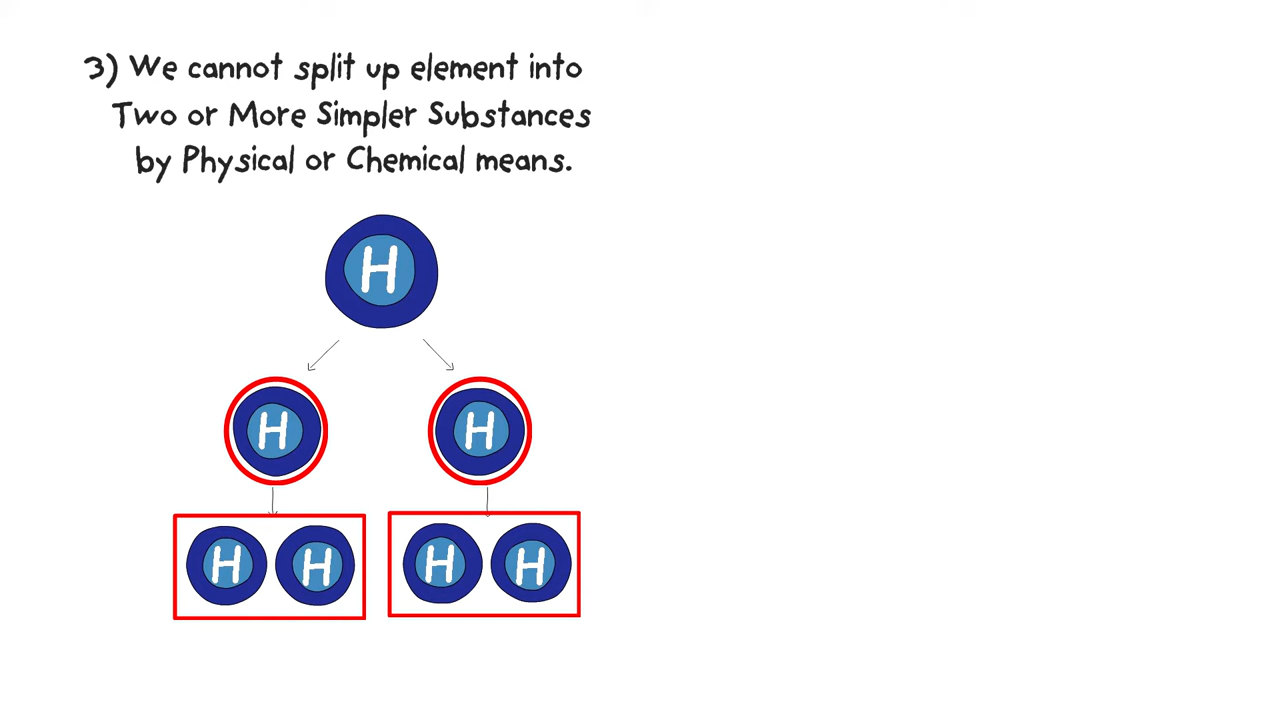 3) We cannot split up element into
Two or More Simpler Substances
by Physical or Chemical means.
H
H H
H H H H